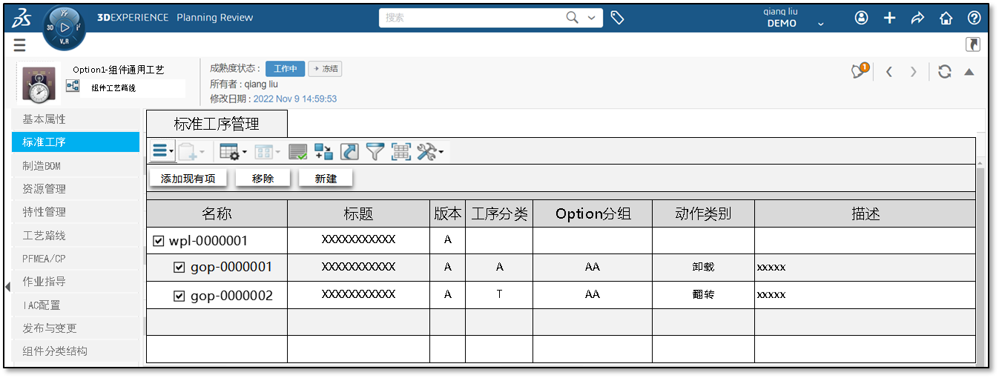 3DEXPERIENCE Planning Review
搜索
qiang liu
DEMO
3D
V.R
Option1-组件通用工艺
组件工艺路线
成熟度状态： 工作中 冻结
所有者：qiang liu
修改日期：2022 Nov 9 14:59:53
1
基本属性
标准工序
制造BOM
资源管理
特性管理
工艺路线
PFMEA/CP
作业指导
IAC配置
发布与变更
组件分类结构
标准工序管理
添加现有项 移除 新建
名称 标题 版本 工序分类 Option分组 动作类别 描述
wpl-0000001 XXXXXXXXXXX A
gop-0000001 XXXXXXXXXXX A A AA 卸载 xxxxx
gop-0000002 XXXXXXXXXXX A T AA 翻转 xxxxx